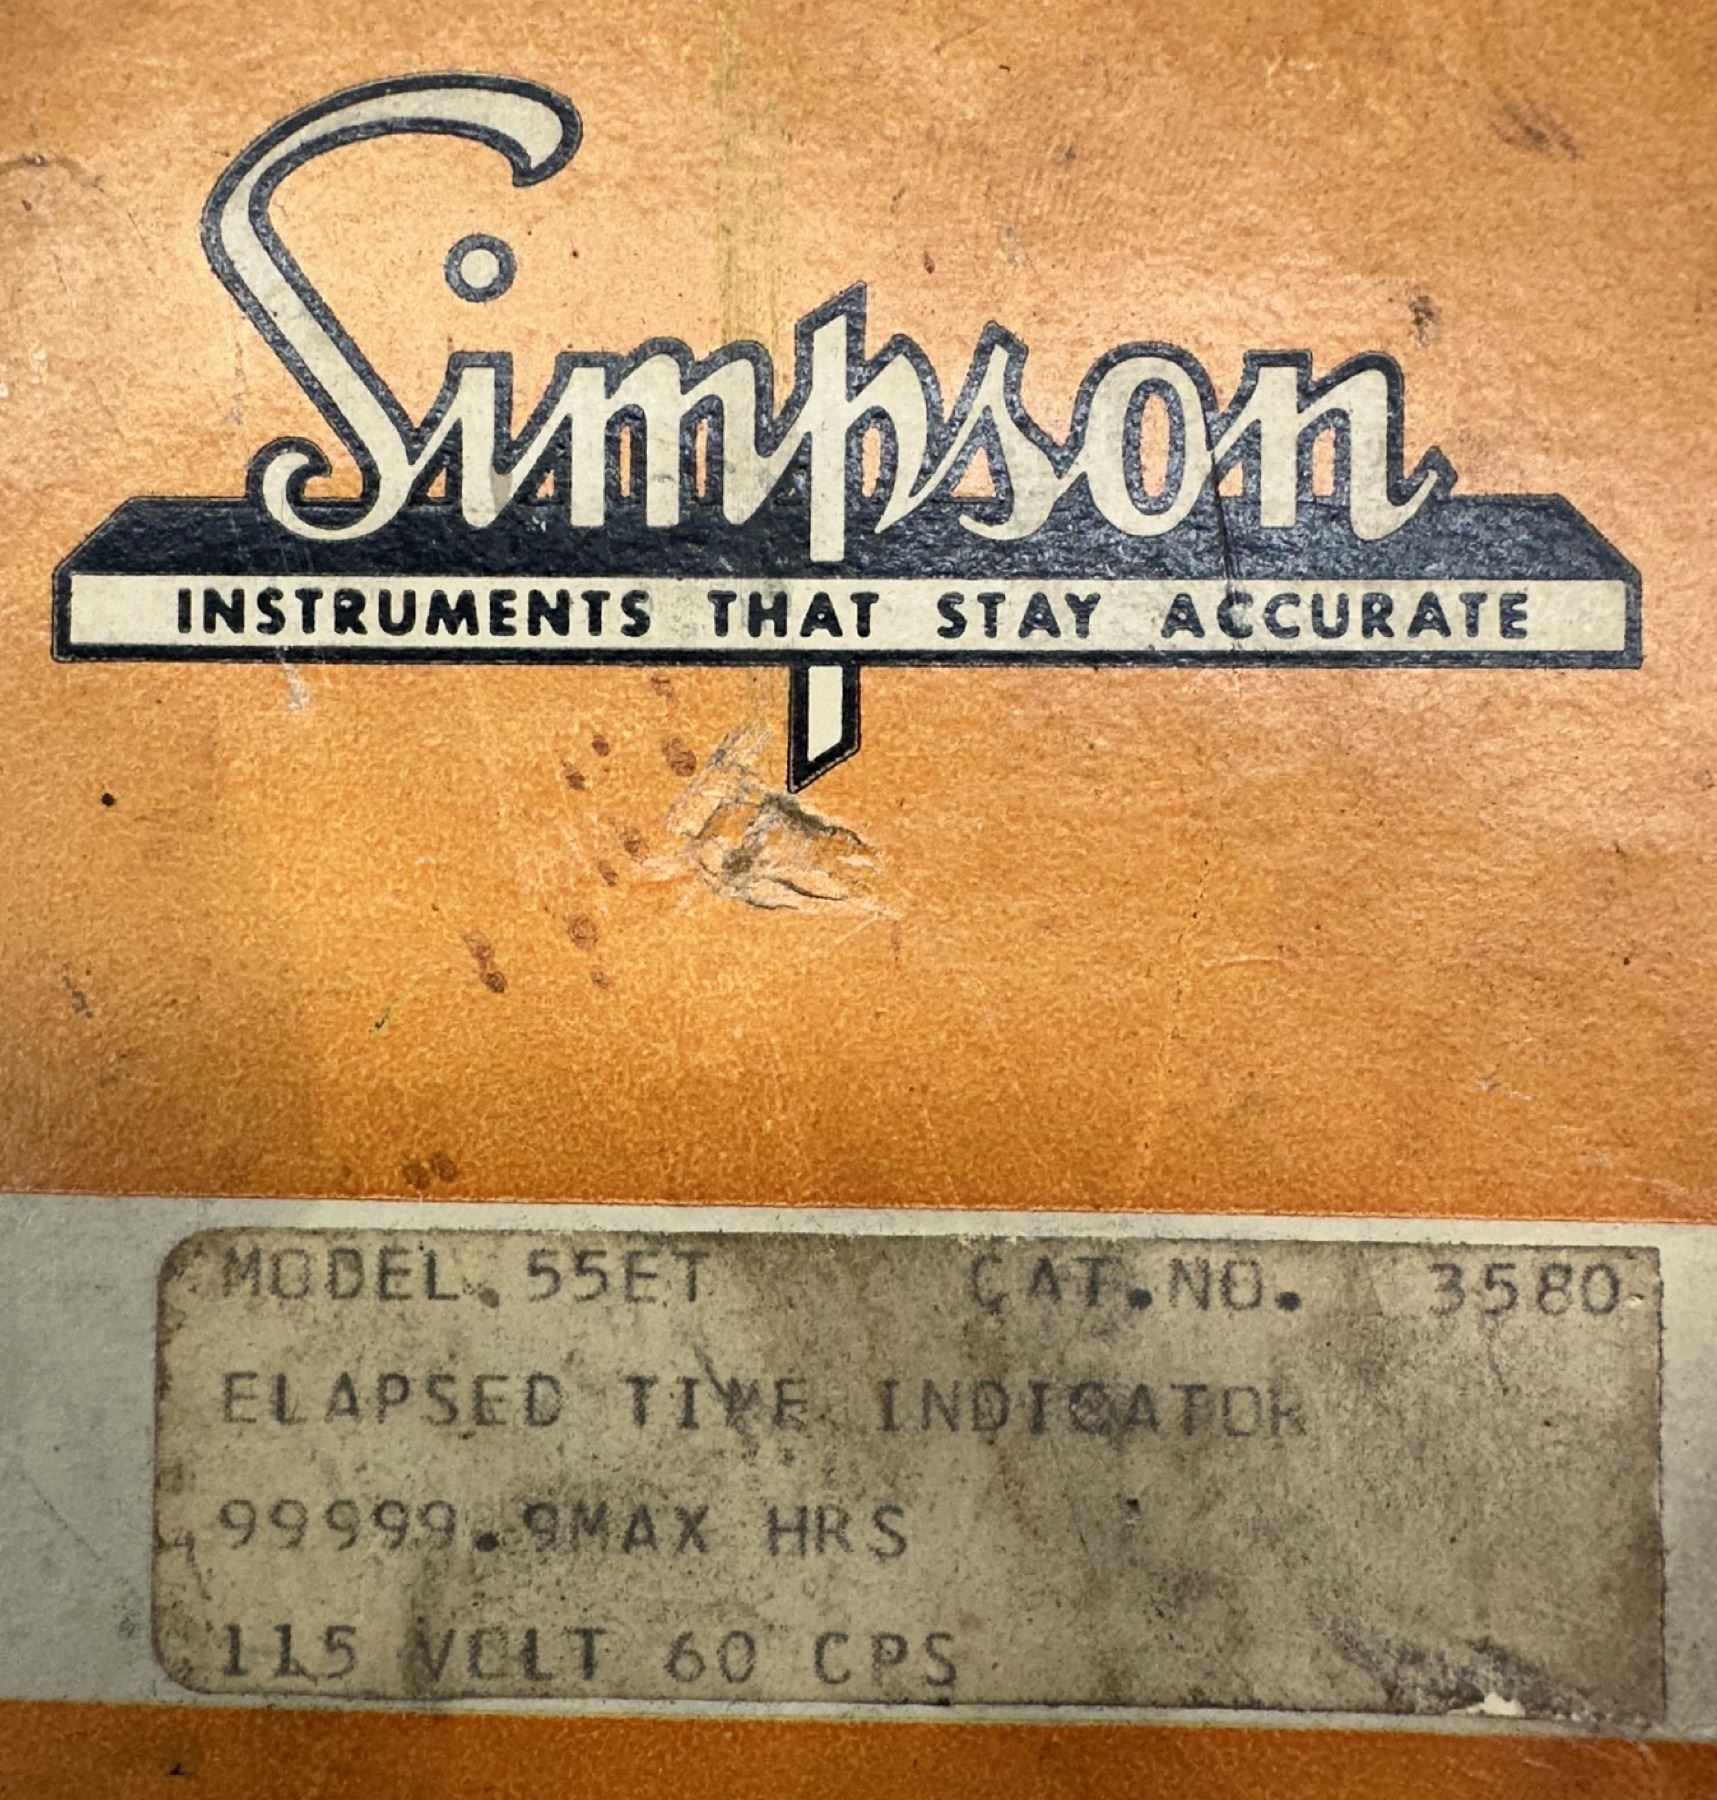 Simpson
INSTRUMENTS THAT STAY ACCURATE
MODEL 55ET CAT.NO. 3580
ELAPSED TIME INDICATOR
99999.9MAX HRS
115 VOLT 60 CPS